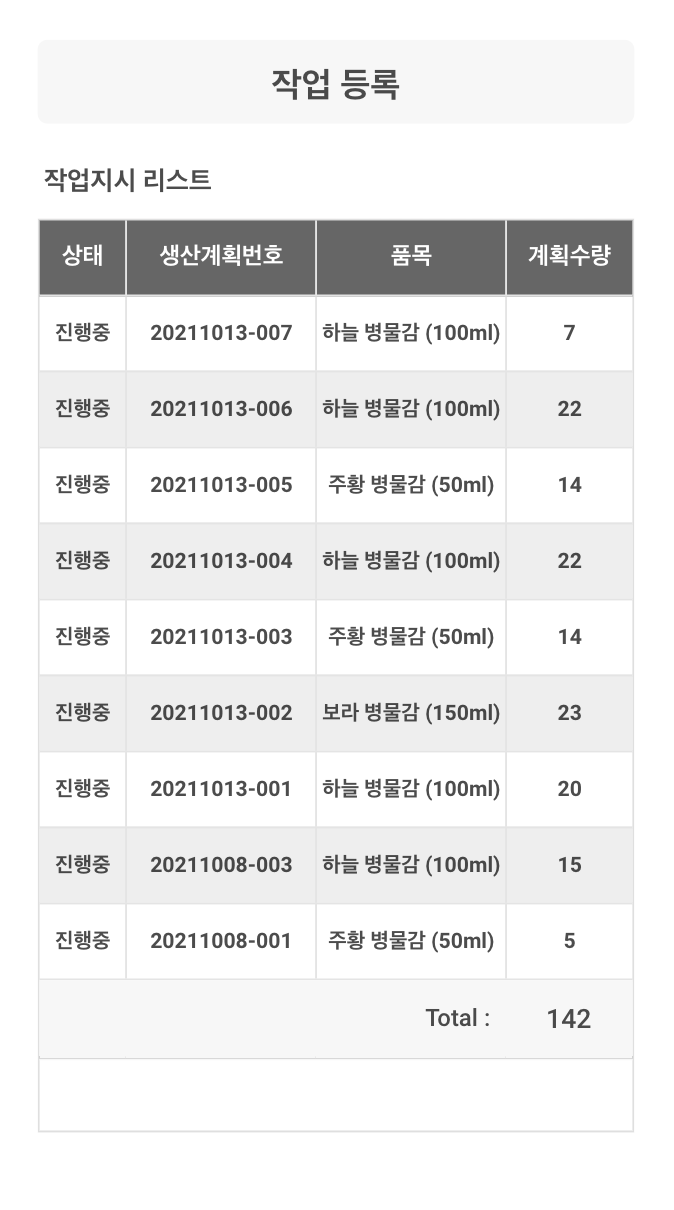 작업 등록
작업지시 리스트
상태 생산계획번호 품목 계획수량
진행중 20211013-007 하늘 병물감 (100ml) 7
진행중 20211013-006 하늘 병물감 (100ml) 22
진행중 20211013-005 주황 병물감 (50ml) 14
진행중 20211013-004 하늘 병물감 (100ml) 22
진행중 20211013-003 주황 병물감 (50ml) 14
진행중 20211013-002 보라 병물감 (150ml) 23
진행중 20211013-001 하늘 병물감 (100ml) 20
진행중 20211008-003 하늘 병물감 (100ml) 15
진행중 20211008-001 주황 병물감 (50ml) 5
Total : 142